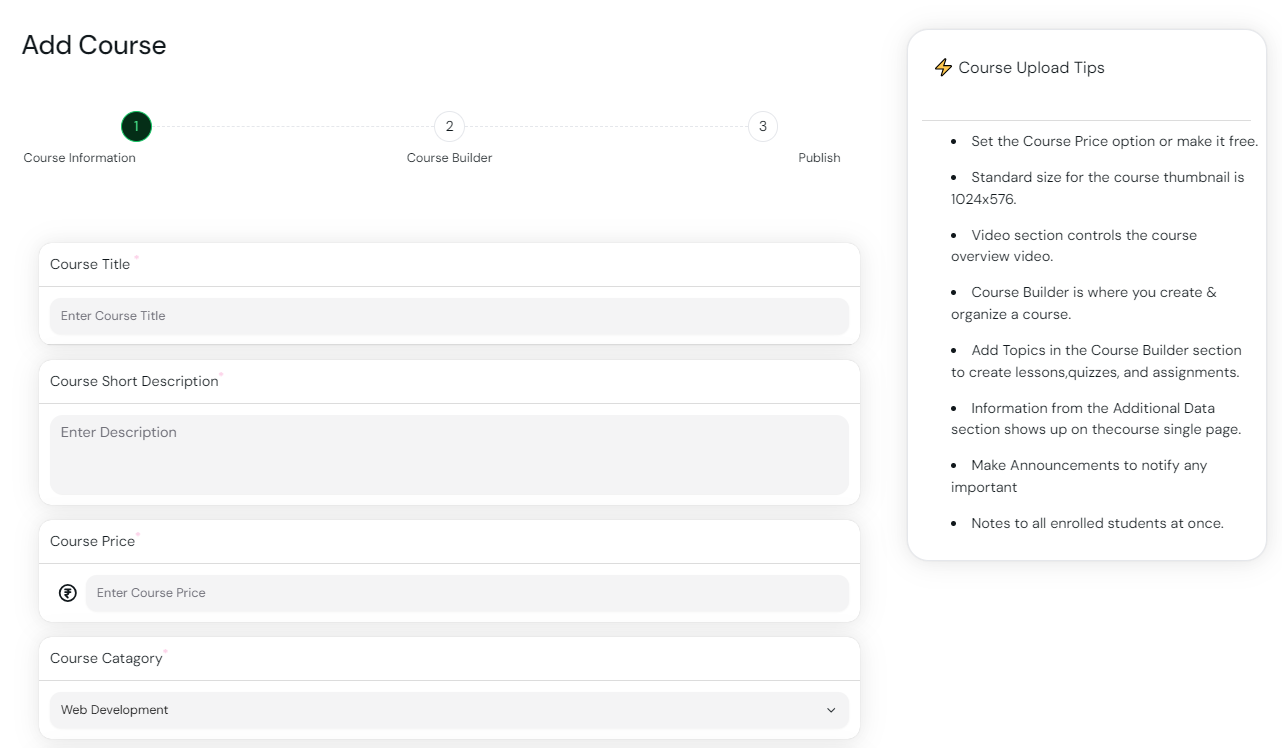 Add Course
1
2
3
Course Information
Course Builder
Publish
Course Title *
Enter Course Title
Course Short Description*
Enter Description
Course Price*
₹
Enter Course Price
Course Catagory*
Web Development
⚡ Course Upload Tips
• Set the Course Price option or make it free.
• Standard size for the course thumbnail is
1024x576.
• Video section controls the course
overview video.
• Course Builder is where you create &
organize a course.
• Add Topics in the Course Builder section
to create lessons,quizzes, and assignments.
• Information from the Additional Data
section shows up on thecourse single page.
• Make Announcements to notify any
important
• Notes to all enrolled students at once.